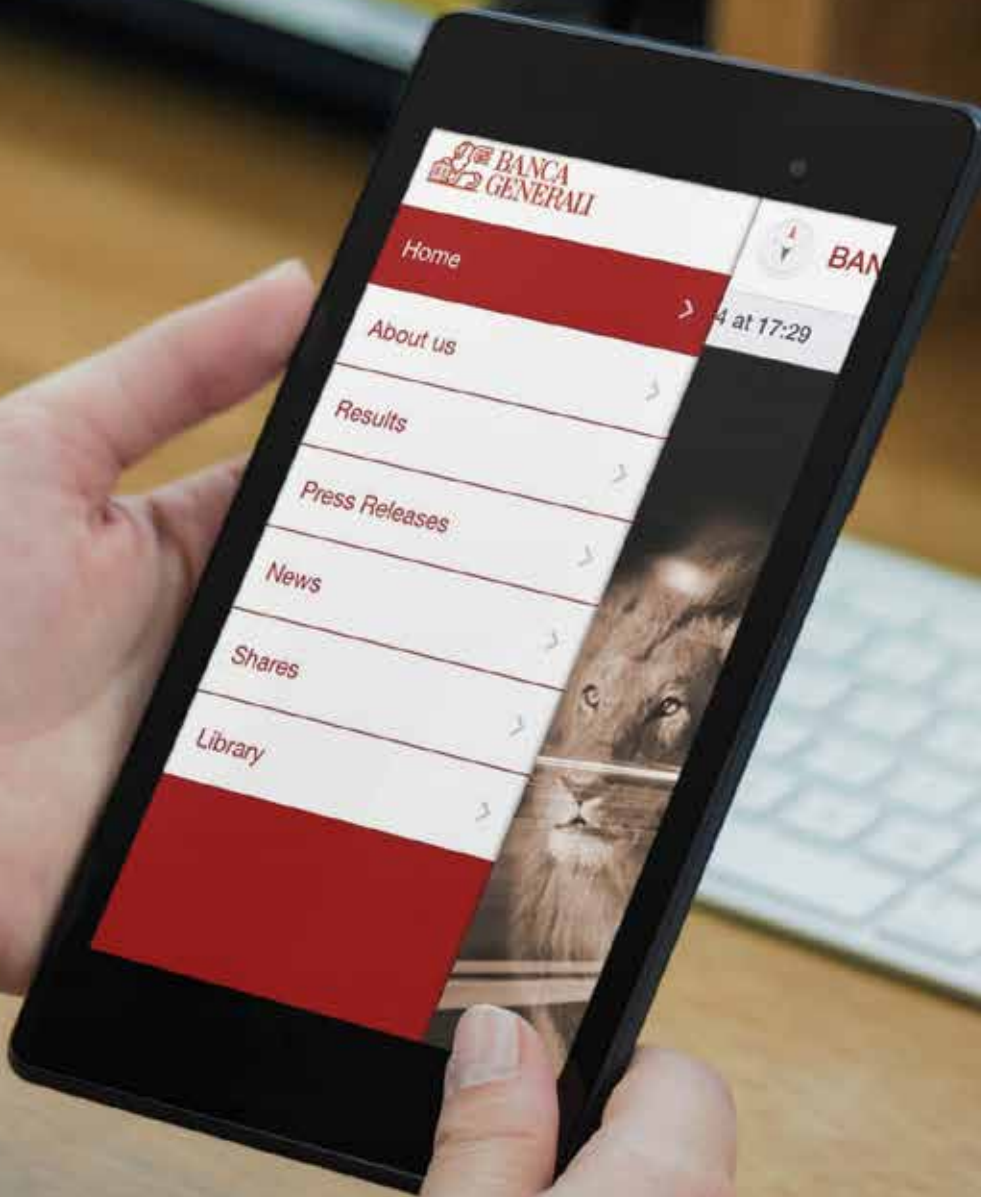 BANCA
GENERALI
Home
About us
Results
Press Releases
News
Shares
Library
BAN
4 at 17:29